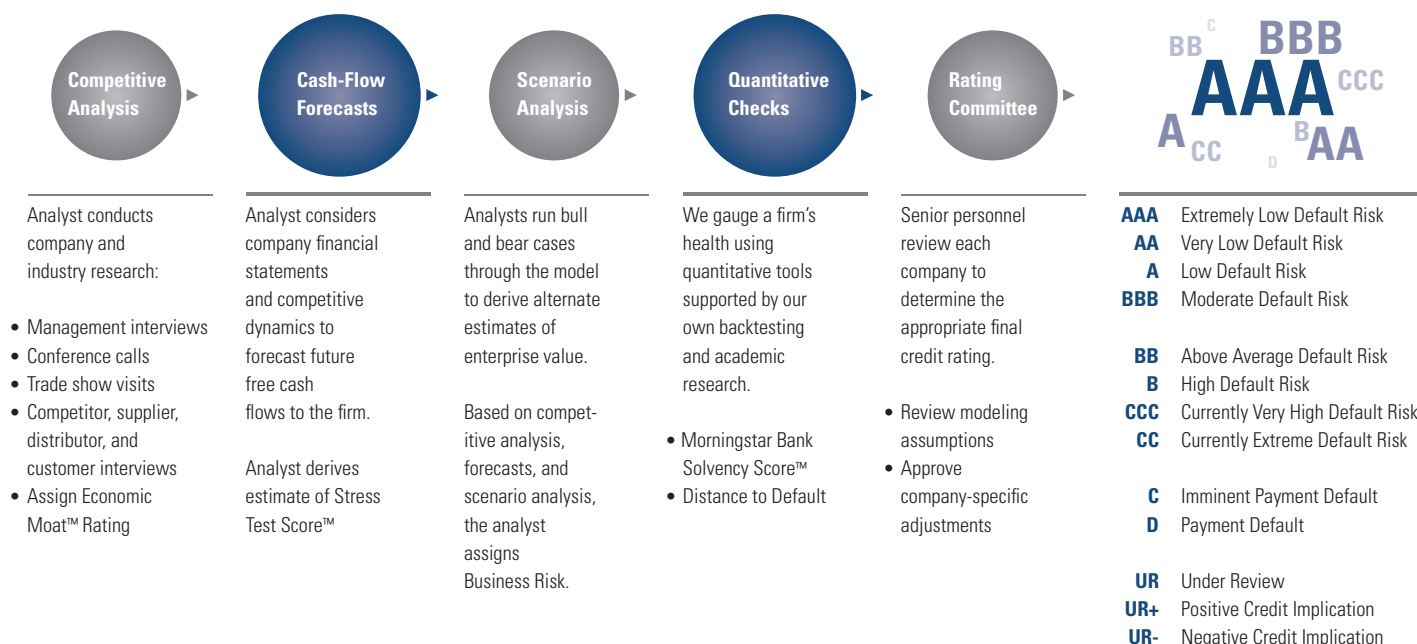 Competitive
Analysis
Cash-Flow
Forecasts
Scenario
Analysis
Quantitative
Checks
Rating
Committee
C
BB
BBB
AAA
CCC
A
CC
B
AA
D
Analyst conducts
company and
industry research:
• Management interviews
• Conference calls
• Trade show visits
• Competitor, supplier,
distributor, and
customer interviews
• Assign Economic
Moat™ Rating
Analyst considers
company financial
statements
and competitive
dynamics to
forecast future
free cash
flows to the firm.
Analyst derives
estimate of Stress
Test Score™
Analysts run bull
and bear cases
through the model
to derive alternate
estimates of
enterprise value.
Based on compet-
itive analysis,
forecasts, and
scenario analysis,
the analyst
assigns
Business Risk.
We gauge a firm's
health using
quantitative tools
supported by our
own backtesting
and academic
research.
• Morningstar Bank
Solvency Score™
• Distance to Default
Senior personnel
review each
company to
determine the
appropriate final
credit rating.
• Review modeling
assumptions
• Approve
company-specific
adjustments
AAA Extremely Low Default Risk
AA Very Low Default Risk
A Low Default Risk
BBB Moderate Default Risk
BB Above Average Default Risk
B High Default Risk
CCC Currently Very High Default Risk
CC Currently Extreme Default Risk
C Imminent Payment Default
D Payment Default
UR Under Review
UR+ Positive Credit Implication
UR- Negative Credit Implication